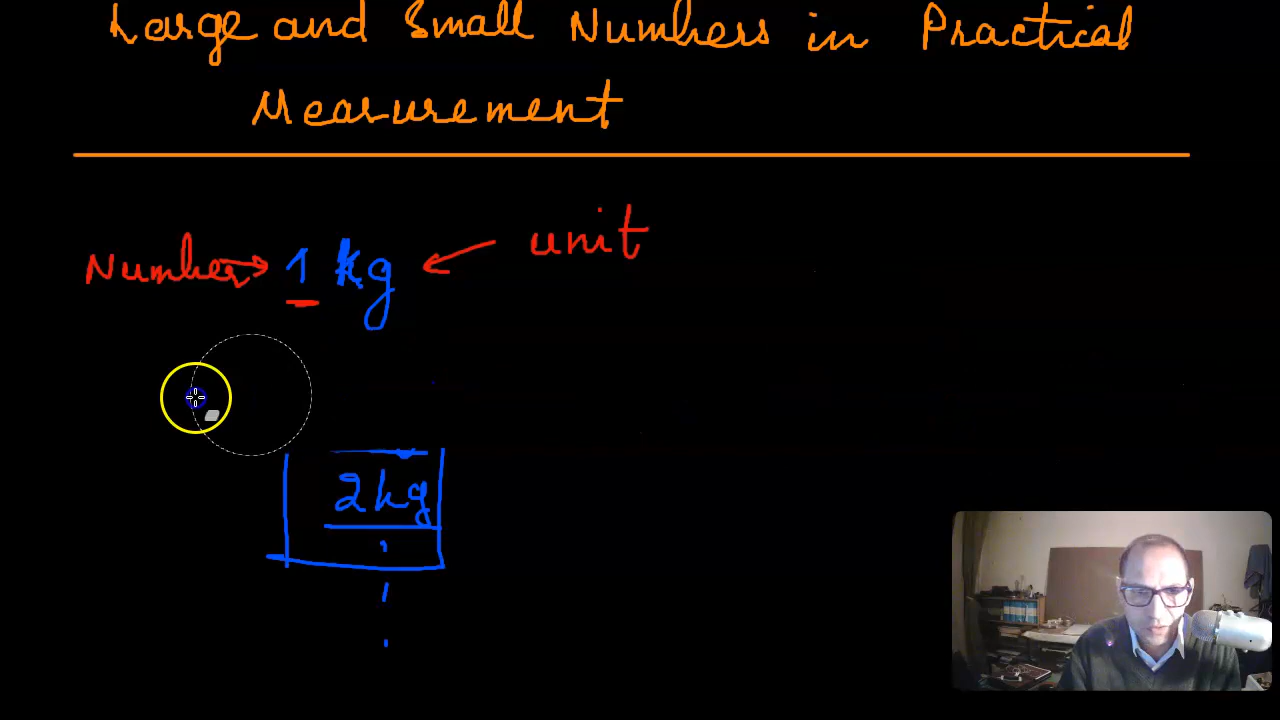 Large and Small Numbers in Practical
Measurement
Number 1 kg unit
2kg